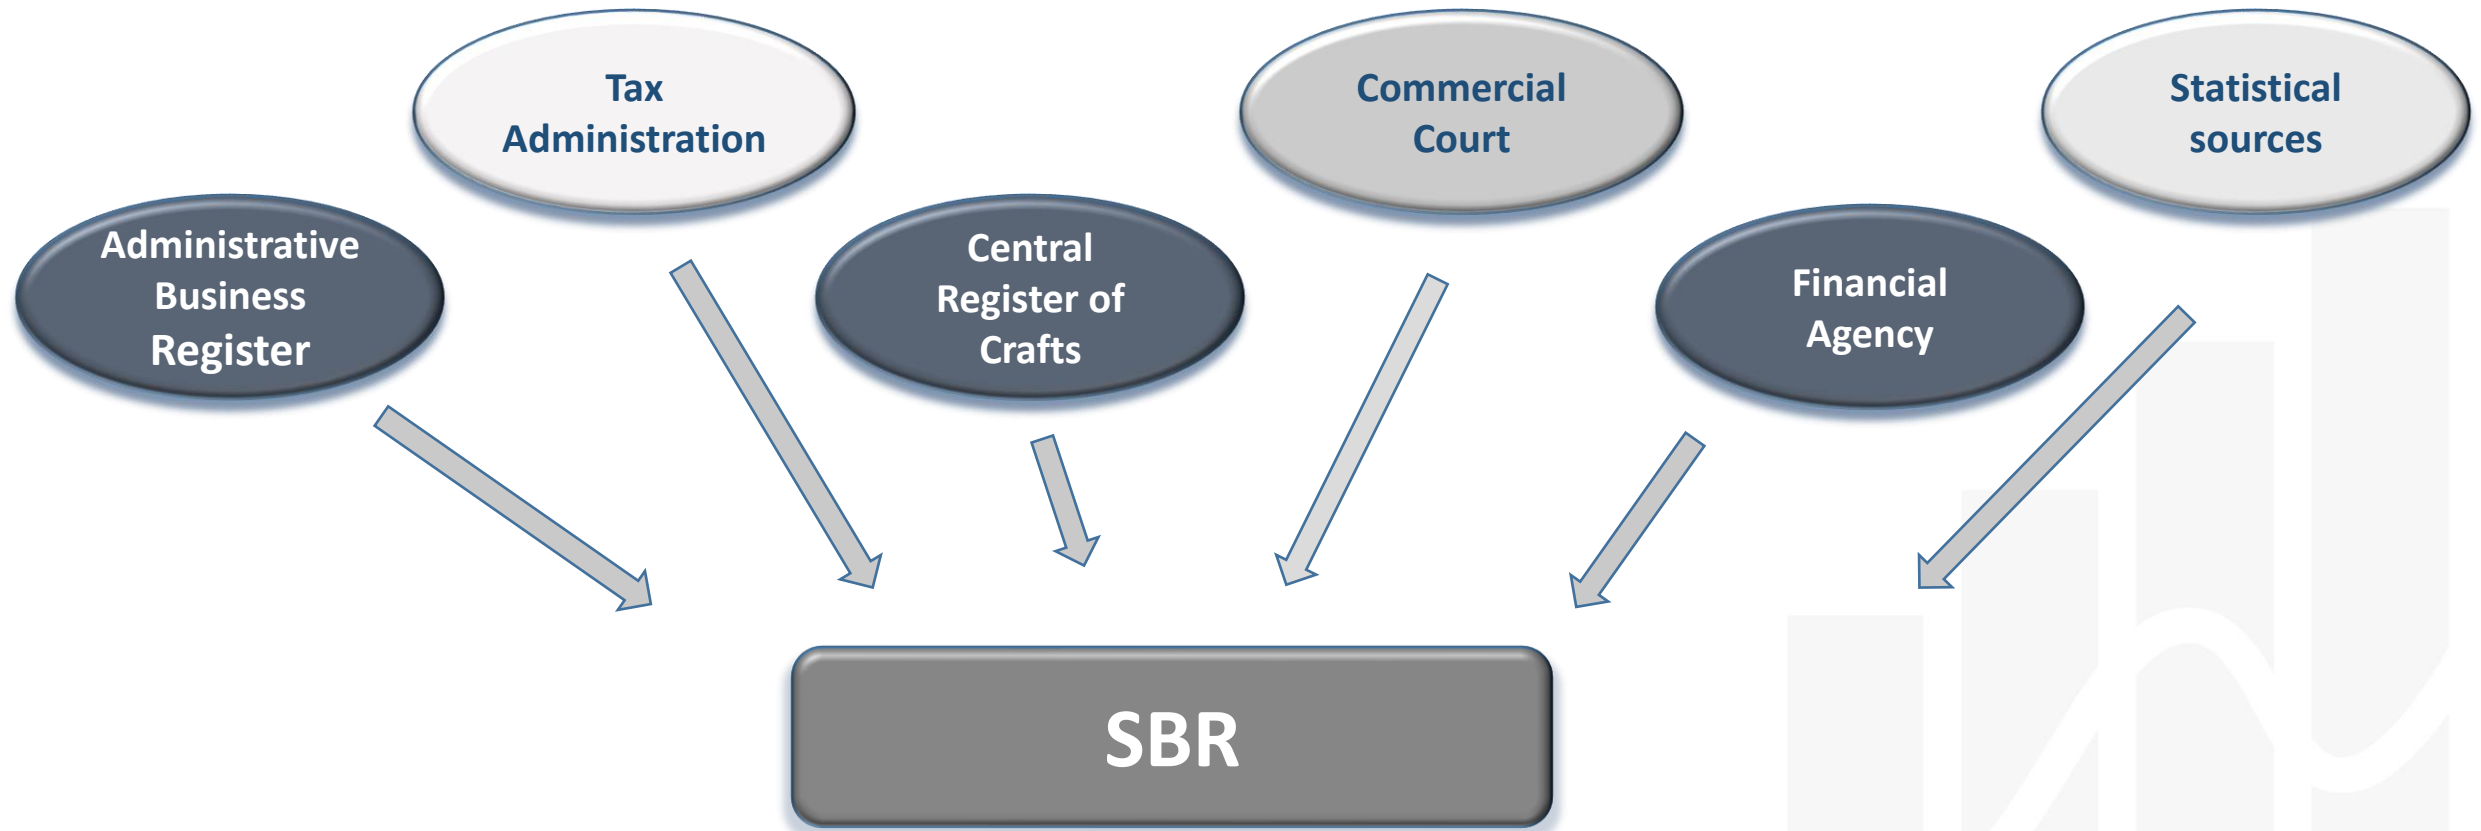 Tax
Administration
Commercial
Court
Statistical
sources
Administrative
Business
Register
Central
Register of
Crafts
Financial
Agency
SBR